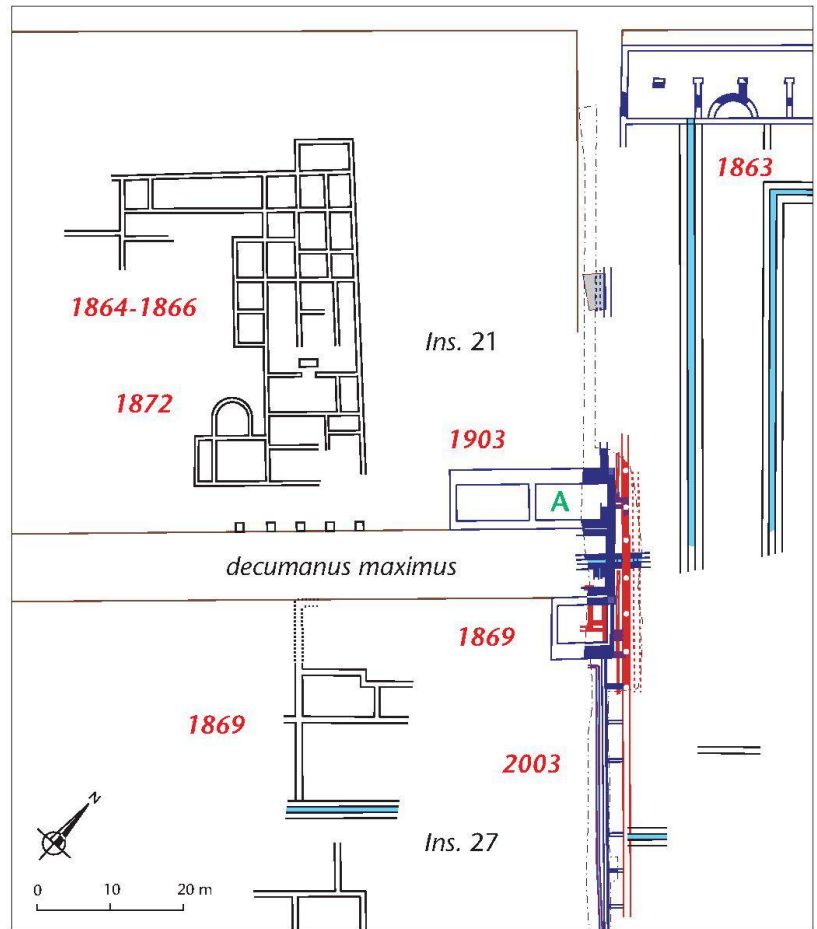 1863
1864-1866
Ins. 21
1872
1903
A
decumanus maximus
1869
1869
2003
Ins. 27
N
0 10 20 m